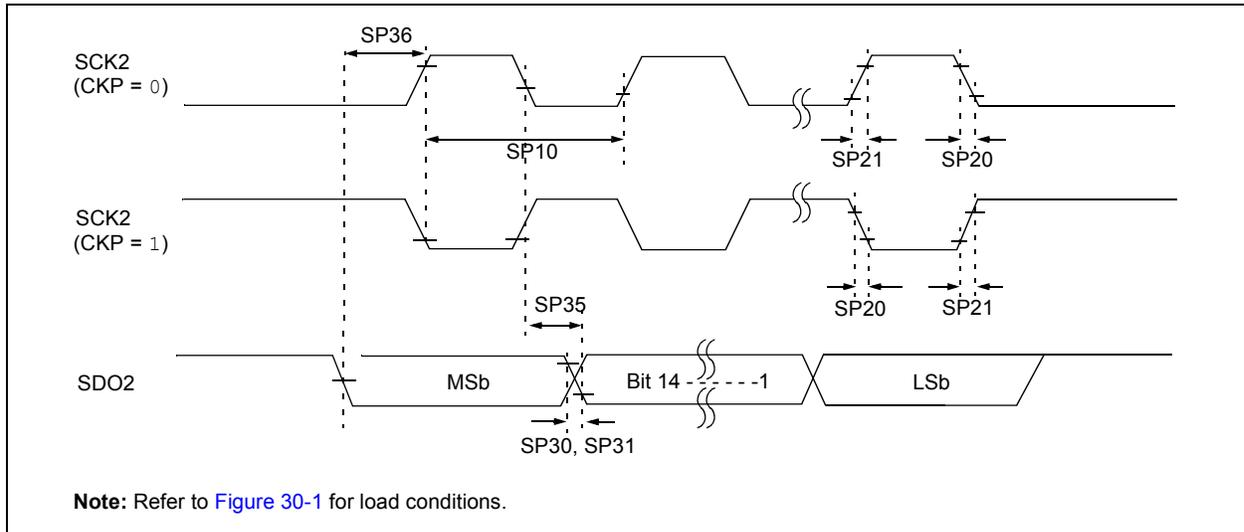 SP36
SCK2
(CKP = 0)
SP10
SP21
SP20
SCK2
(CKP = 1)
SP35
SP20
SP21
SDO2
MSb
Bit 14 - - - - - -1
LSb
SP30, SP31
Note: Refer to Figure 30-1 for load conditions.